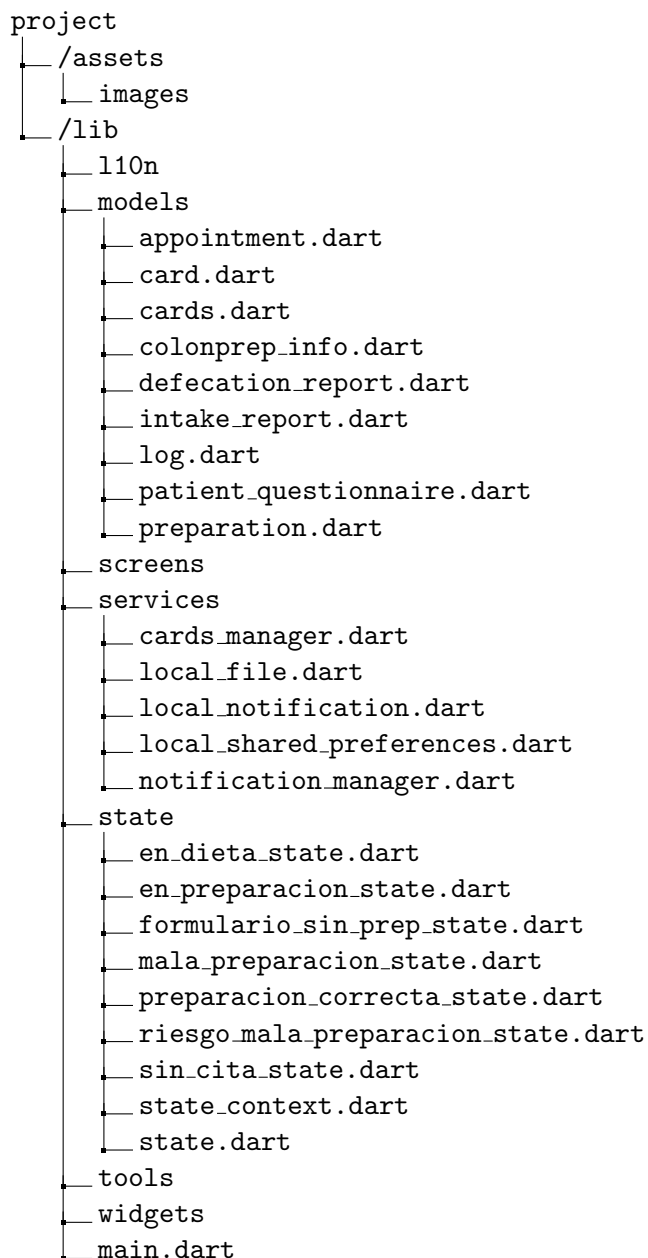 project
/assets
images
/lib
l10n
models
appointment.dart
card.dart
cards.dart
colonprep_info.dart
defecation_report.dart
intake_report.dart
log.dart
patient_questionnaire.dart
preparation.dart
screens
services
cards_manager.dart
local_file.dart
local_notification.dart
local_shared_preferences.dart
notification_manager.dart
state
en_dieta_state.dart
en_preparacion_state.dart
formulario_sin_prep_state.dart
mala_preparacion_state.dart
preparacion_correcta_state.dart
riesgo_mala_preparacion_state.dart
sin_cita_state.dart
state_context.dart
state.dart
tools
widgets
main.dart